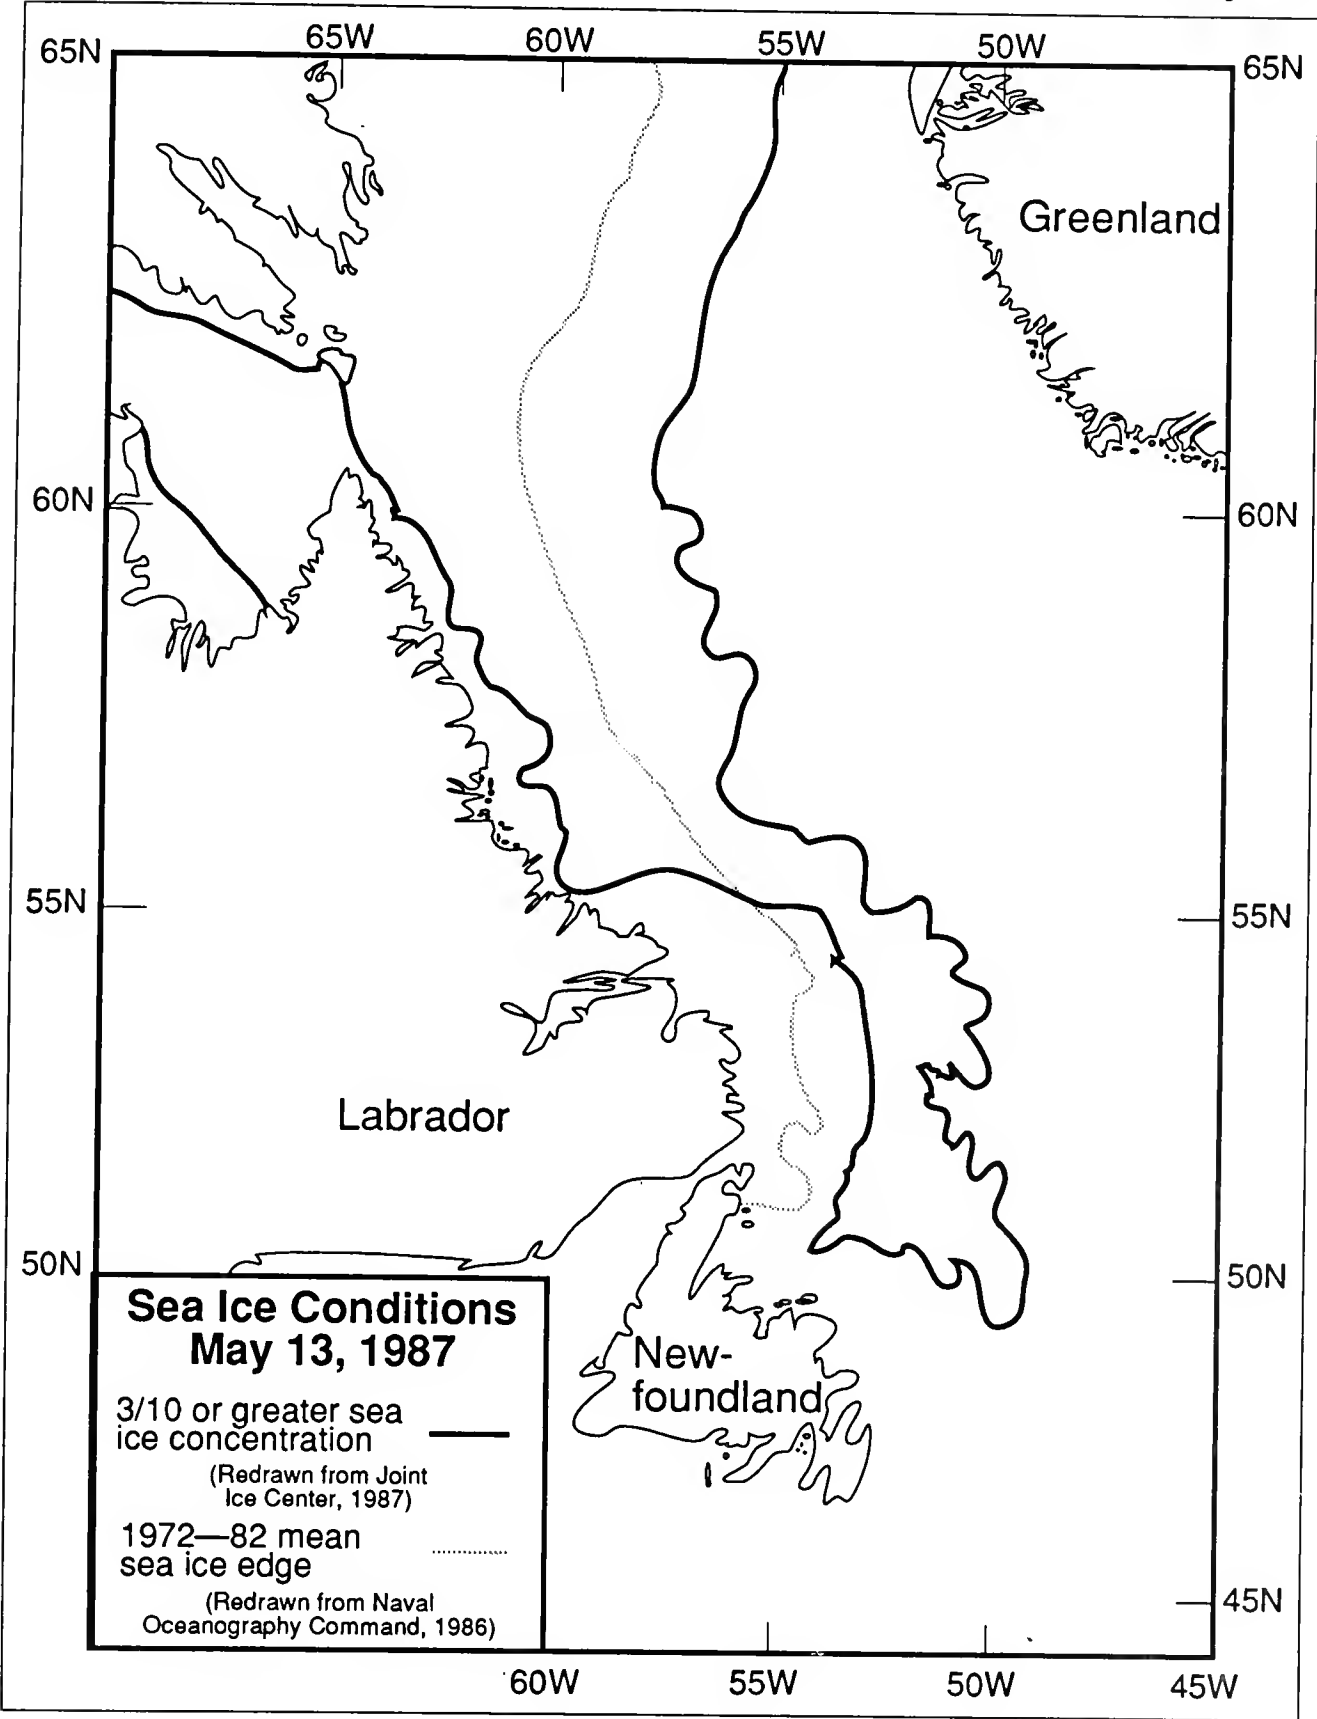 65W 60W 55W 50W
65N 65N
Greenland
60N 60N
55N 55N
Labrador
50N 50N
Sea Ice Conditions
May 13, 1987
New-
foundland
3/10 or greater sea
ice concentration
(Redrawn from Joint
Ice Center, 1987)
1972—82 mean
sea ice edge
(Redrawn from Naval
Oceanography Command, 1986)
45N
60W 55W 50W 45W